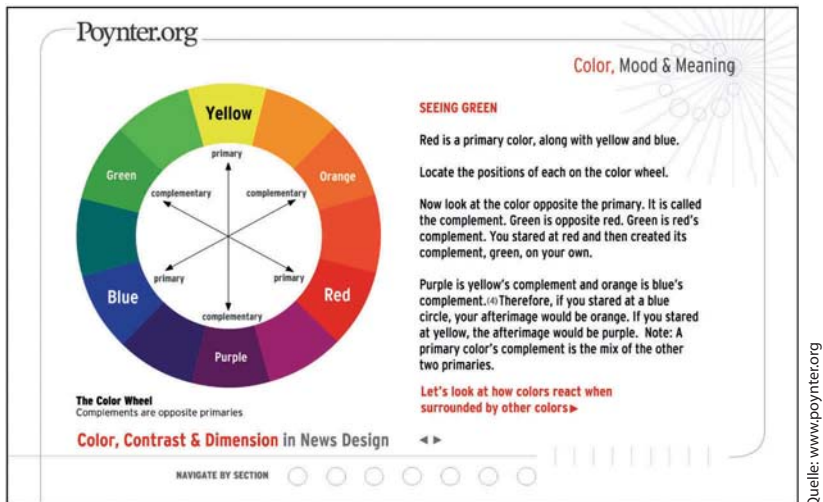 Poynter.org
Color, Mood & Meaning
Yellow
primary
Green
Orange
complementary
complementary
primary
primary
Blue
Red
complementary
Purple
The Color Wheel
Complements are opposite primaries
SEEING GREEN
Red is a primary color, along with yellow and blue.
Locate the positions of each on the color wheel.
Now look at the color opposite the primary. It is called
the complement. Green is opposite red. Green is red's
complement. You stared at red and then created its
complement, green, on your own.
Purple is yellow's complement and orange is blue's
complement.(4) Therefore, if you stared at a blue
circle, your afterimage would be orange. If you stared
at yellow, the afterimage would be purple. Note: A
primary color's complement is the mix of the other
two primaries.
Let's look at how colors react when
surrounded by other colors▶
Color, Contrast & Dimension in News Design
◀ ▶
NAVIGATE BY SECTION
Quelle: www.poynter.org